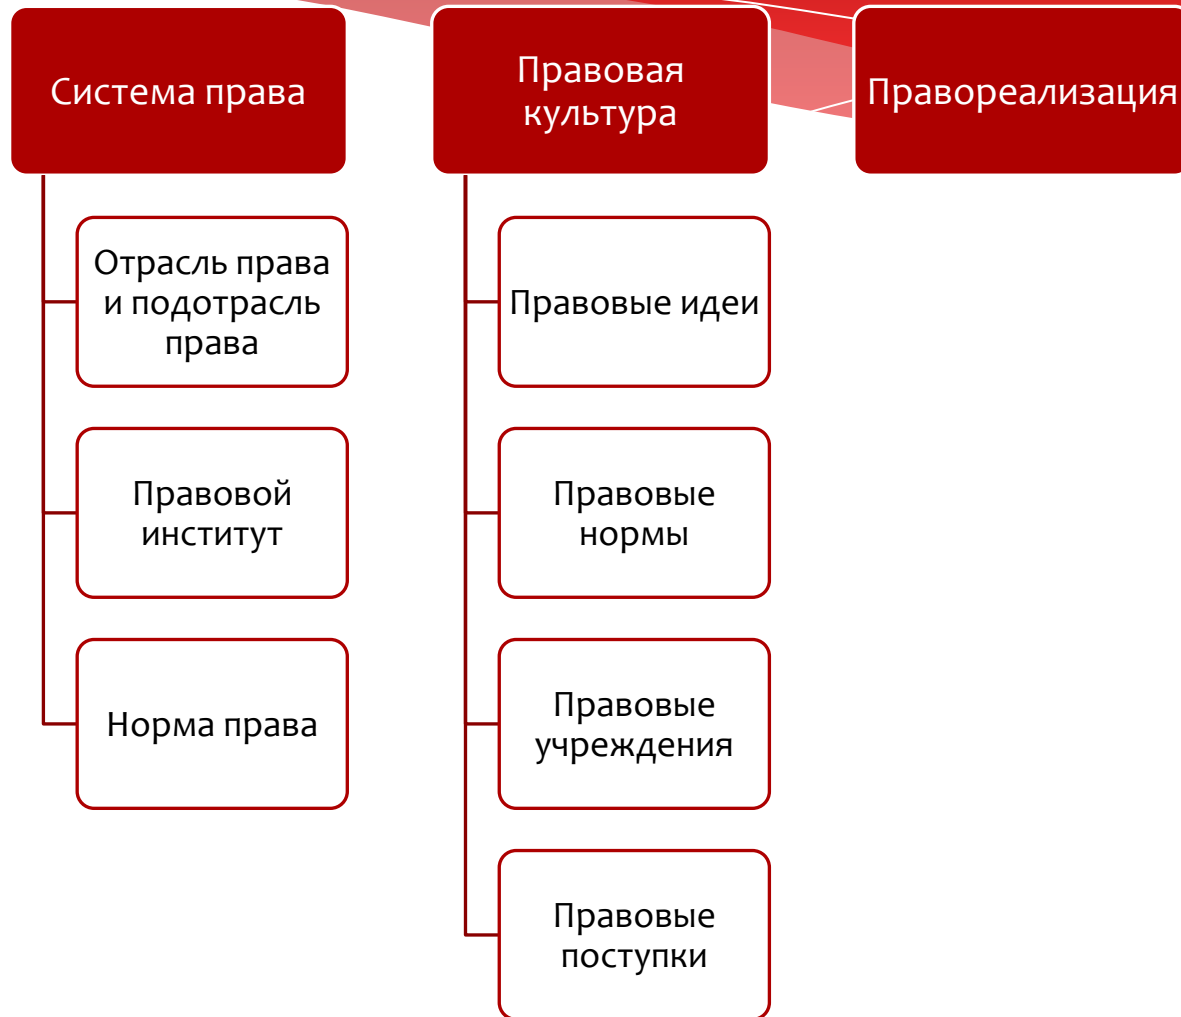 Система права
Отрасль права
и подотрасль
права
Правовой
институт
Норма права
Правовая
культура
Правовые идеи
Правовые
нормы
Правовые
учреждения
Правовые
поступки
Правореализация